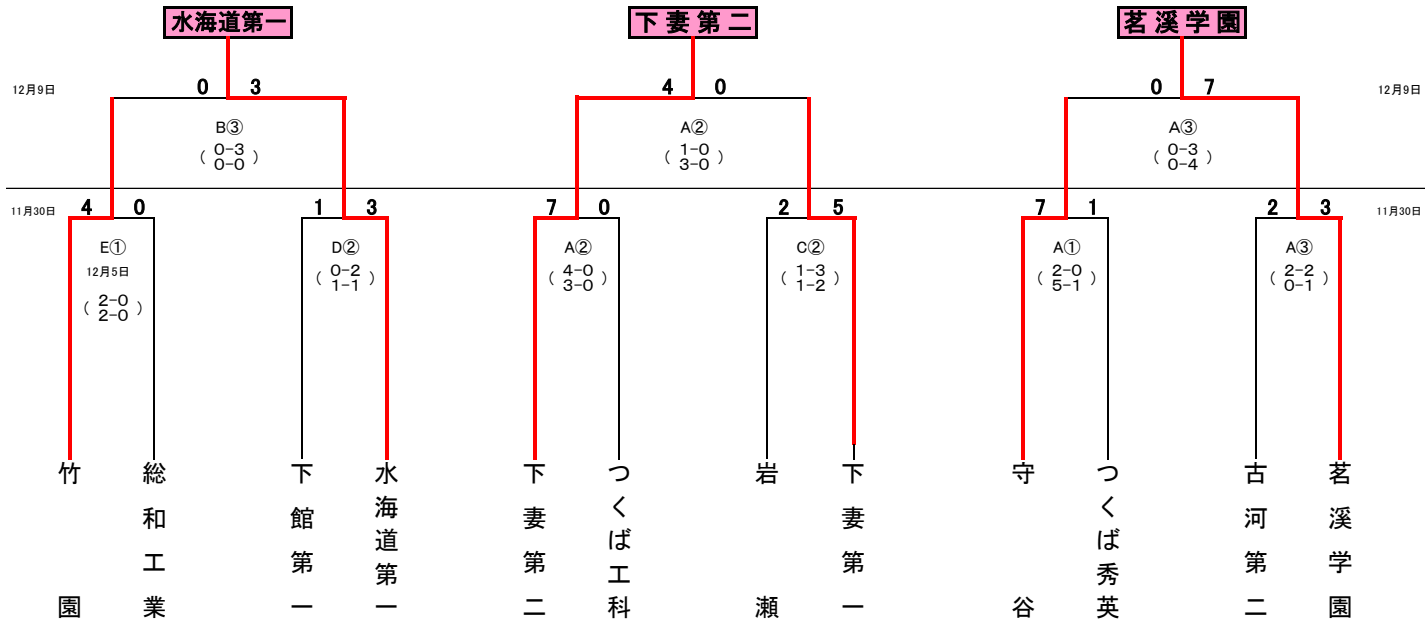 水海道第一
下妻第二
茗溪学園
12月9日
0 3
4 0
0 7
12月9日
B③
(0-3
0-0)
A②
(1-0
3-0)
A③
(0-3
0-4)
11月30日
4 0
1 3
7 0
2 5
7 1
2 3
11月30日
E①
12月5日
(2-0
2-0)
D②
(0-2
1-1)
A②
(4-0
3-0)
C②
(1-3
1-2)
A①
(2-0
5-1)
A③
(2-2
0-1)
竹園
総和工業
下館第一
水海道第一
下妻第二
つくば工科
岩瀬
下妻第一
守谷
つくば秀英
古河第二
茗溪学園